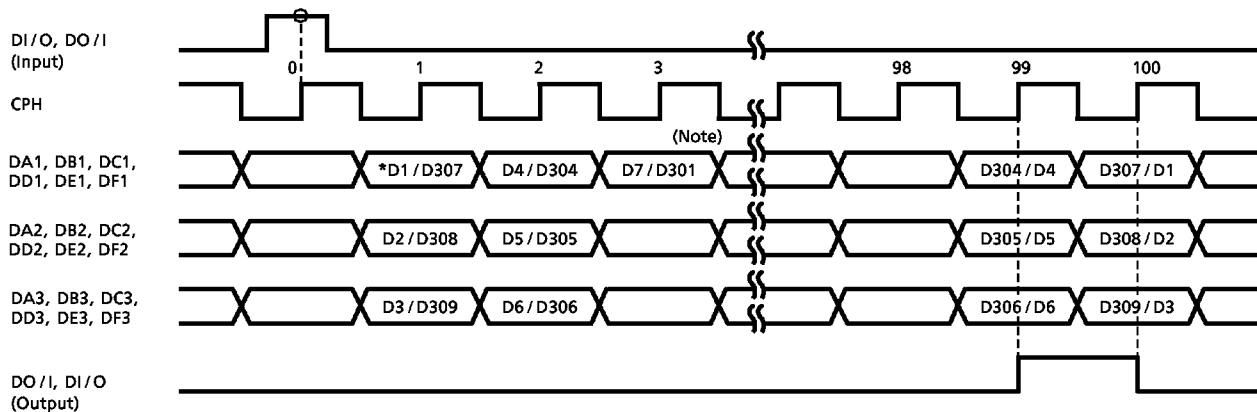 DI/O, DO/I
(Input)
0 1 2 3 98 99 100
CPH
(Note)
DA1, DB1, DC1,
DD1, DE1, DF1
*D1/D307 D4/D304 D7/D301 D304/D4 D307/D1
DA2, DB2, DC2,
DD2, DE2, DF2
D2/D308 D5/D305 D305/D5 D308/D2
DA3, DB3, DC3,
DD3, DE3, DF3
D3/D309 D6/D306 D306/D6 D309/D3
DO/I, DI/O
(Output)